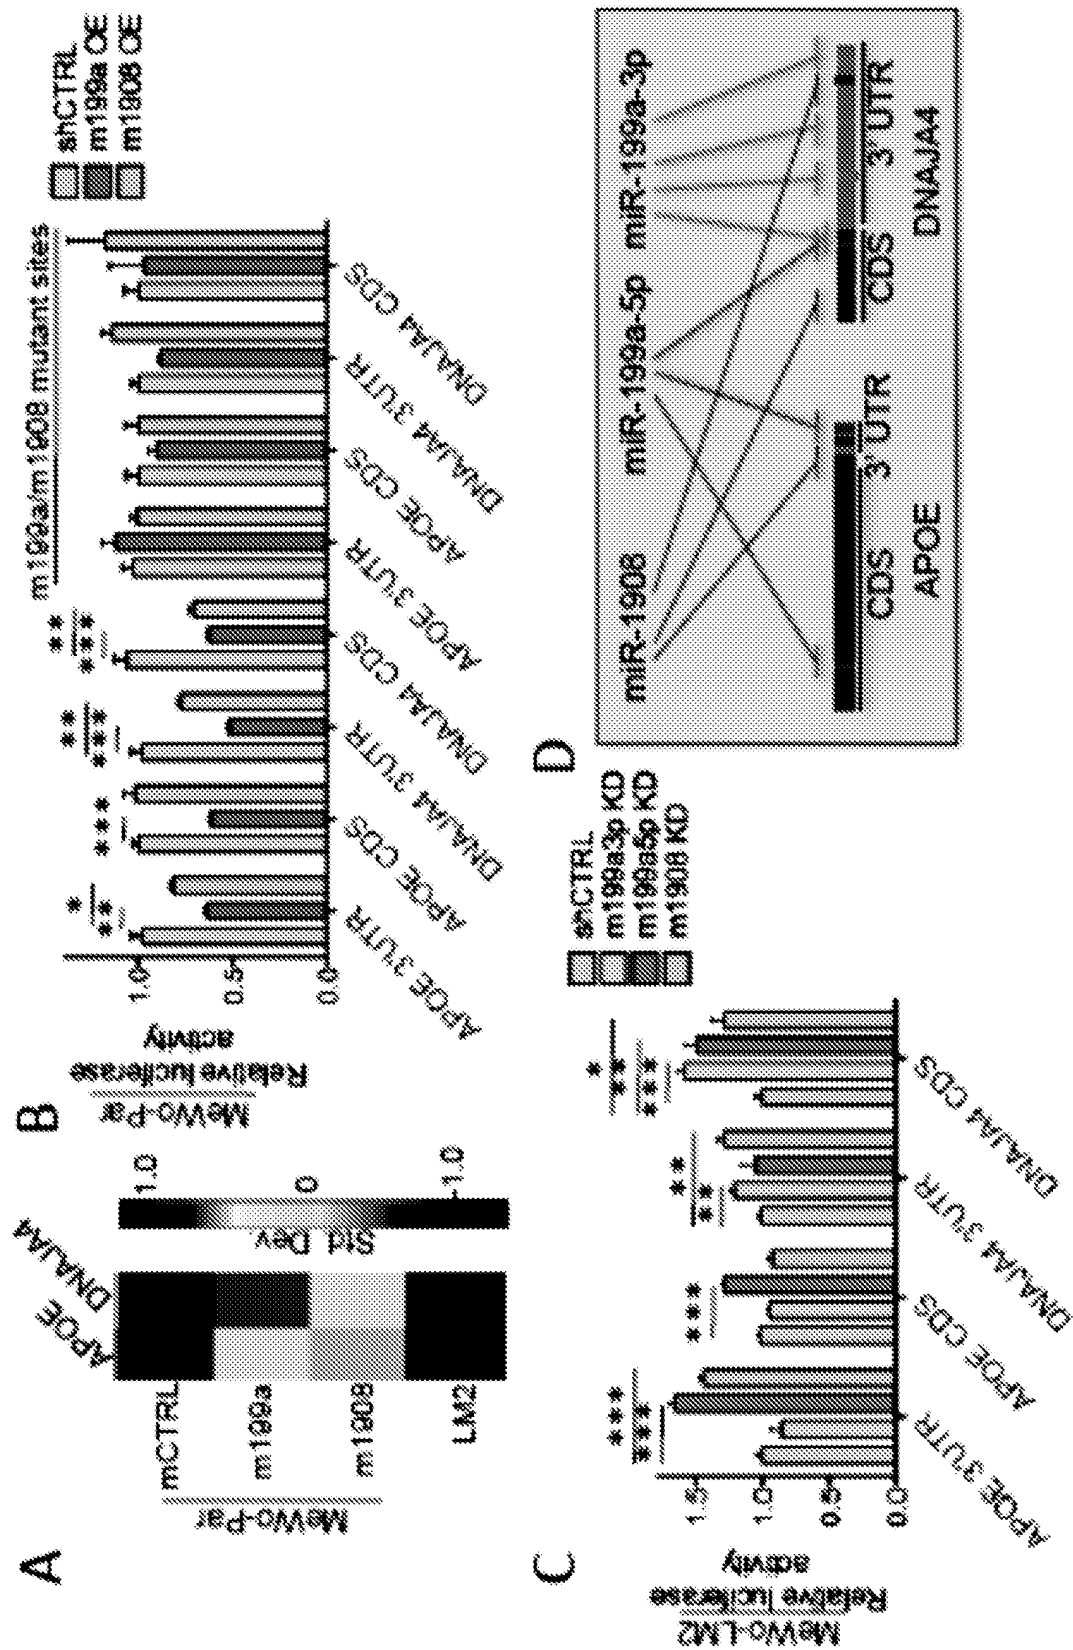 A
APOE
DNAJA4
mCTRL
m199a
m1908
LM2
MeWo-Par
1.0
0
-1.0
Std. Dev.
B
MeWo-Par
Relative luciferase
activity
1.0
0.5
0.0
*
**
***
***
**
***
**
m199a/m1908 mutant sites
shCTRL
m199a OE
m1908 OE
APOE 3'UTR
APOE CDS
DNAJA4 3'UTR
DNAJA4 CDS
APOE 3'UTR
APOE CDS
DNAJA4 3'UTR
DNAJA4 CDS
C
MeWo-LM2
Relative luciferase
activity
1.5
1.0
0.5
0.0
***
***
***
**
**
*
**
***
shCTRL
m199a3p KD
m199a5p KD
m1908 KD
APOE 3'UTR
APOE CDS
DNAJA4 3'UTR
DNAJA4 CDS
D
miR-1908
miR-199a-5p
miR-199a-3p
CDS
3' UTR
APOE
CDS
3' UTR
DNAJA4